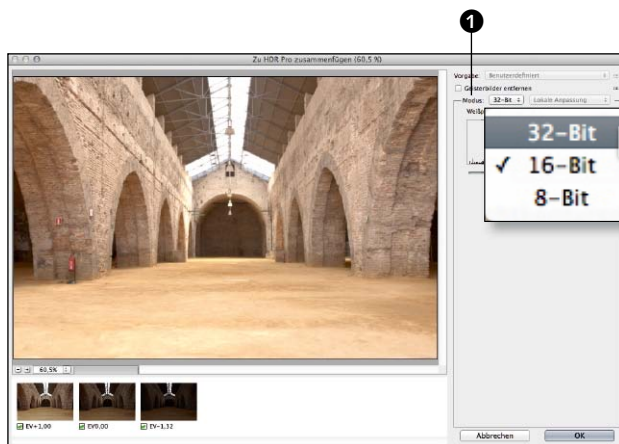 1
Zu HDR Pro zusammenfügen (60,5 %)
Vorgabe: Benutzerdefiniert
Geisterbilder entfernen
Modus: 32-Bit Lokale Anpassung
32-Bit
✓ 16-Bit
8-Bit
60,5%
EV+1,00
EV0,00
EV-1,32
Abbrechen
OK